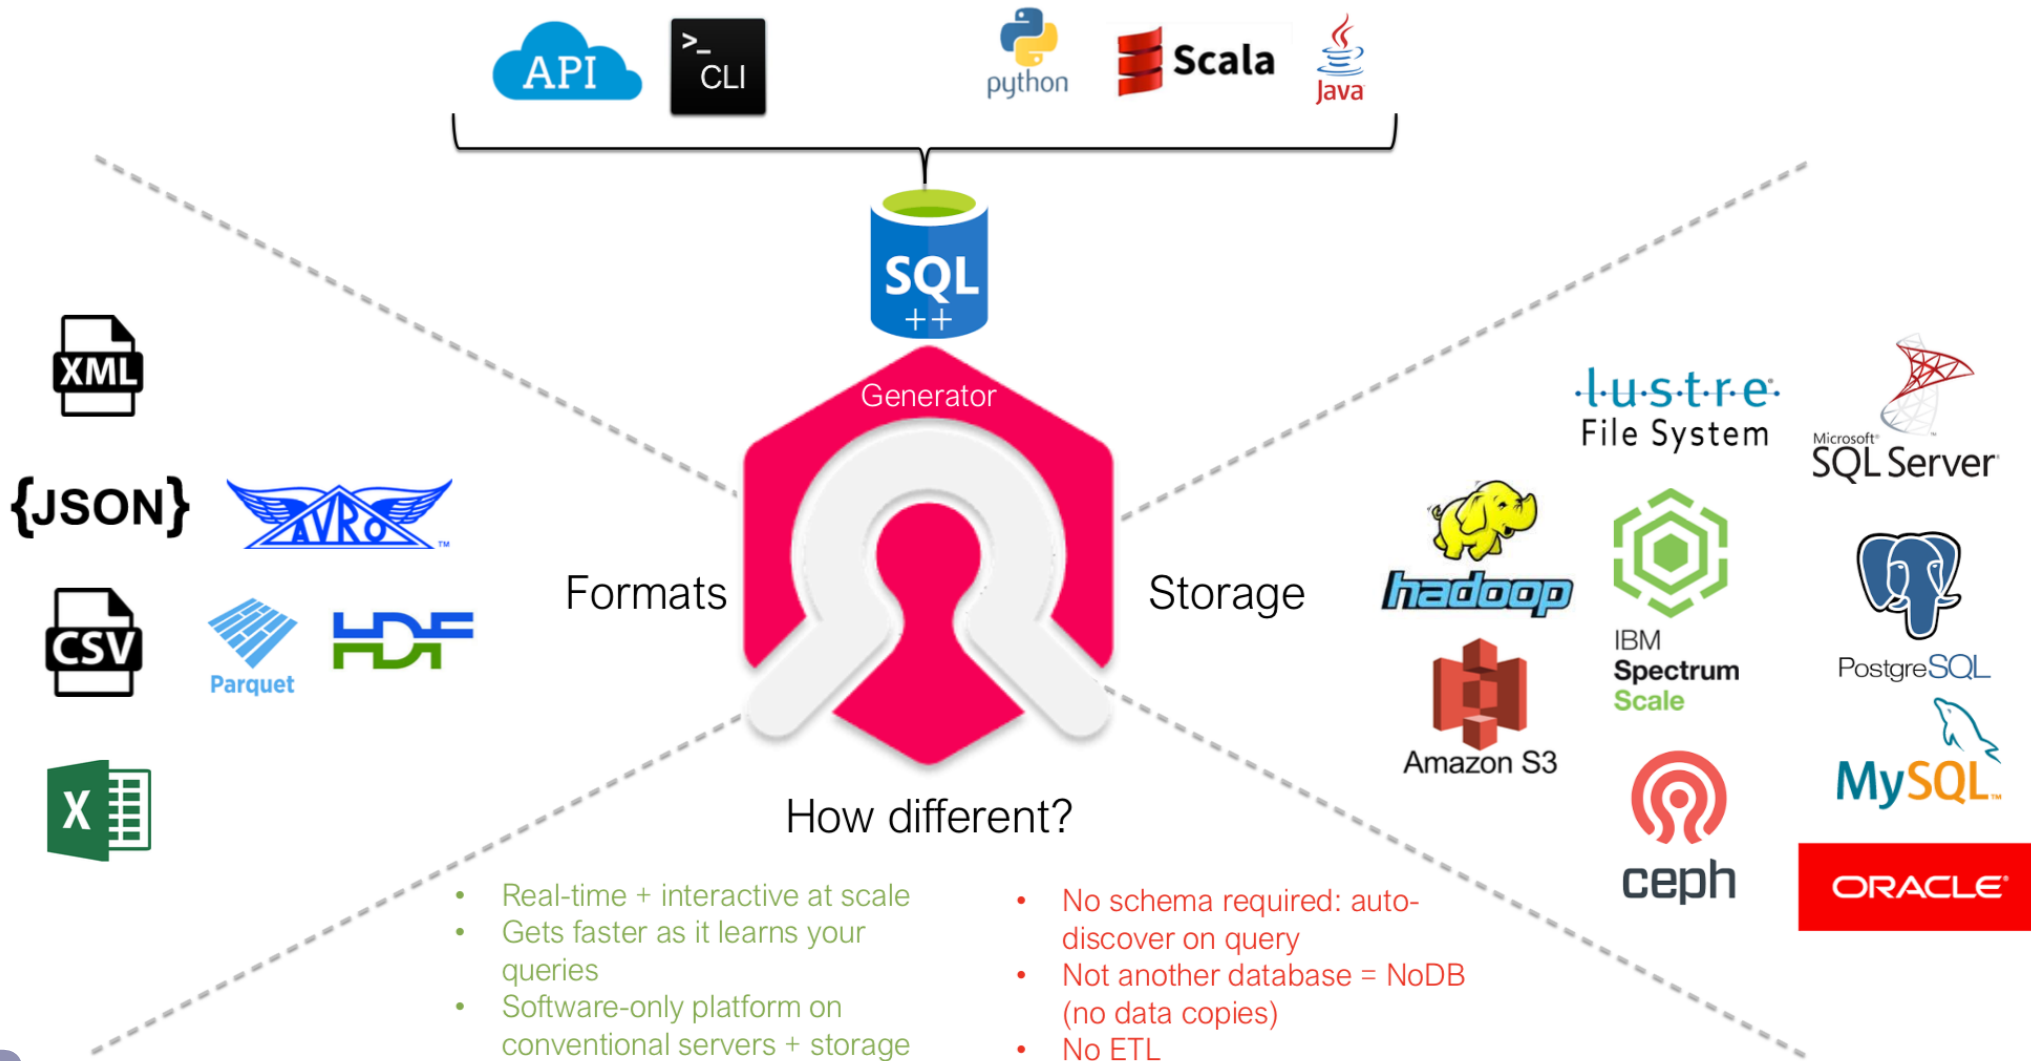 API
>_
CLI
python
Scala
Java
SQL
++
Generator
XML
{JSON}
AVRO™
CSV
Parquet
HDF
X
Formats
Storage
·l·u·s·t·r·e·
File System
Microsoft®
SQL Server®
hadoop
IBM
Spectrum
Scale
PostgreSQL
Amazon S3
MySQL™
ceph
ORACLE®
How different?
• Real-time + interactive at scale
• Gets faster as it learns your
queries
• Software-only platform on
conventional servers + storage
• No schema required: auto-
discover on query
• Not another database = NoDB
(no data copies)
• No ETL